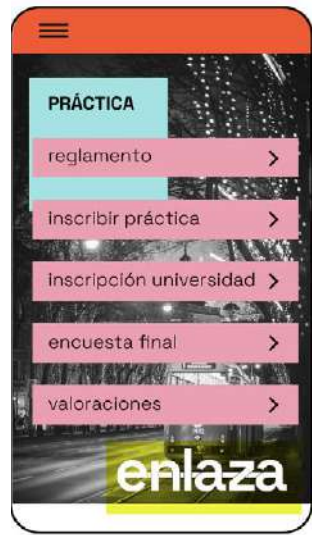 PRÁCTICA
reglamento
inscribir práctica
inscripción universidad
encuesta final
valoraciones
enlaza